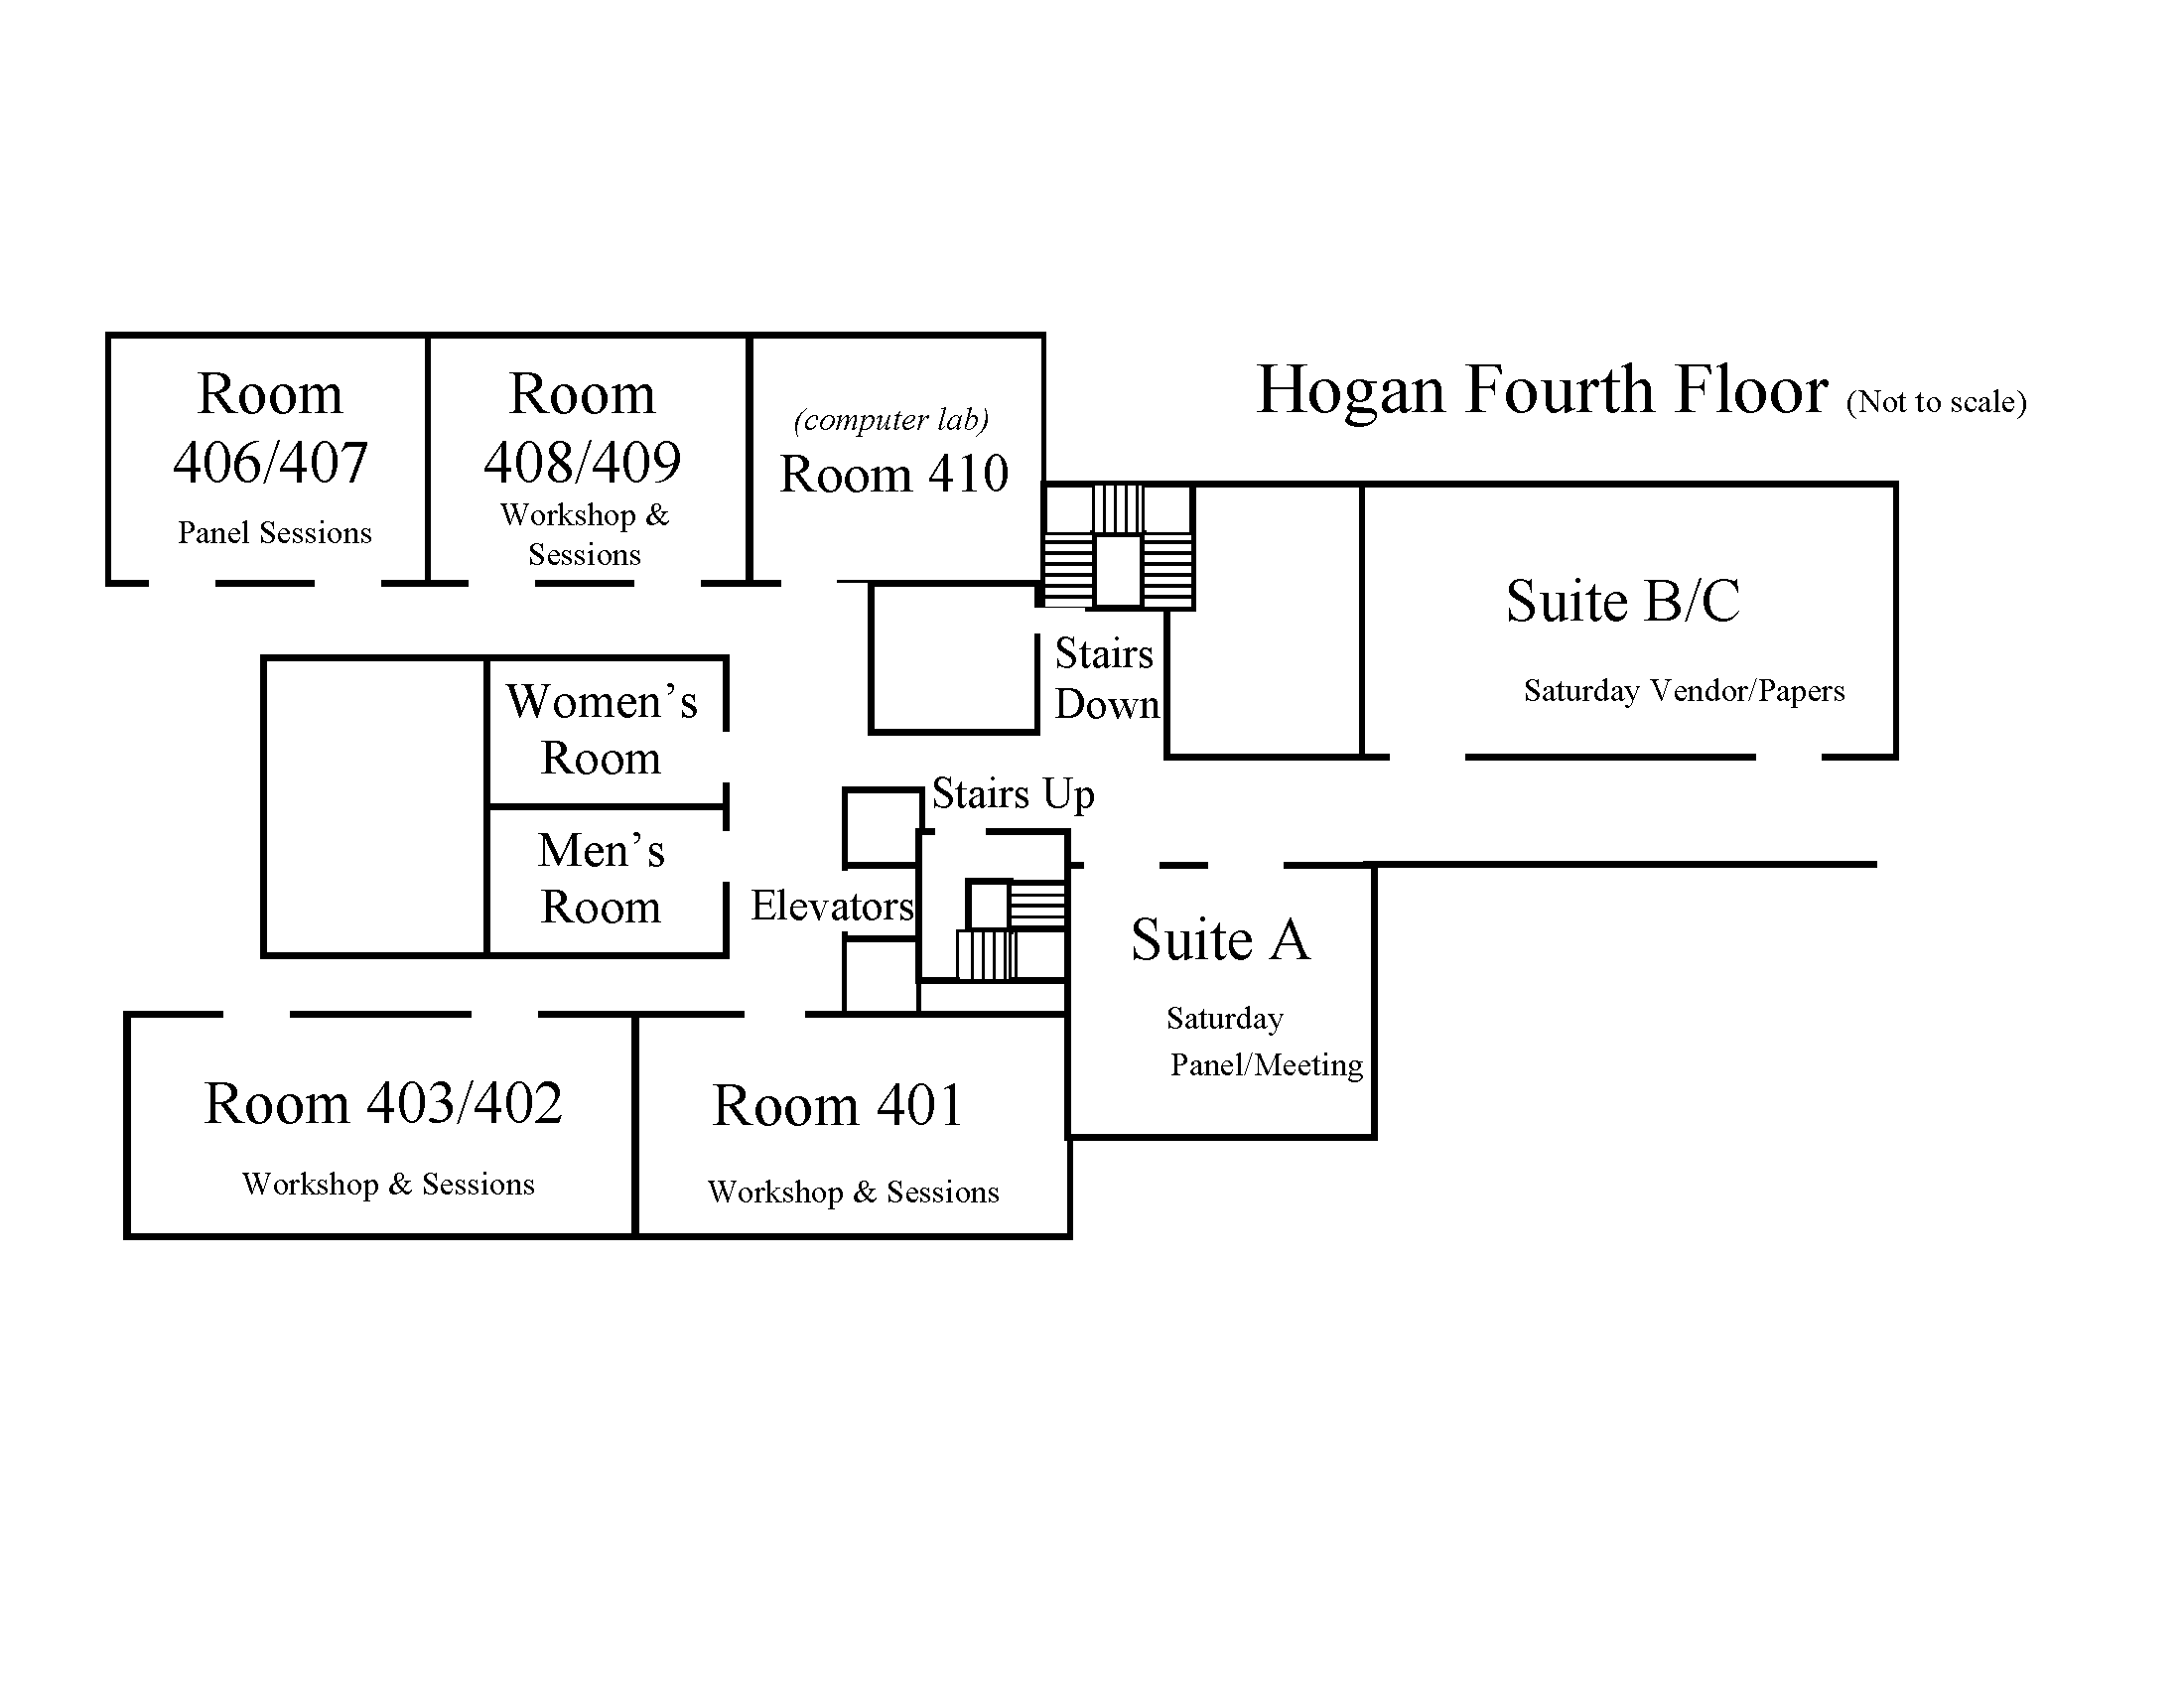 Hogan Fourth Floor (Not to scale)
Room
406/407
Panel Sessions
Room
408/409
Workshop &
Sessions
(computer lab)
Room 410
Stairs
Down
Suite B/C
Saturday Vendor/Papers
Women’s
Room
Men’s
Room
Stairs Up
Elevators
Suite A
Saturday
Panel/Meeting
Room 403/402
Workshop & Sessions
Room 401
Workshop & Sessions